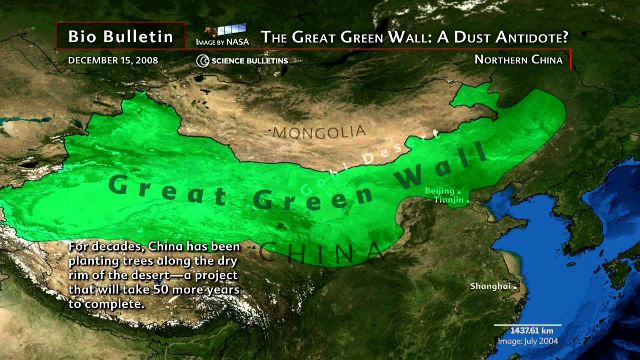 Bio Bulletin
IMAGE BY NASA
THE GREAT GREEN WALL: A DUST ANTIDOTE?
DECEMBER 15, 2008
SCIENCE BULLETINS
NORTHERN CHINA
MONGOLIA
Gobi Desert
Great Green Wall
Beijing
Tianjin
CHINA
For decades, China has been
planting trees along the dry
rim of the desert—a project
that will take 50 more years
to complete.
Shanghai
1437.61 km
Image: July 2004